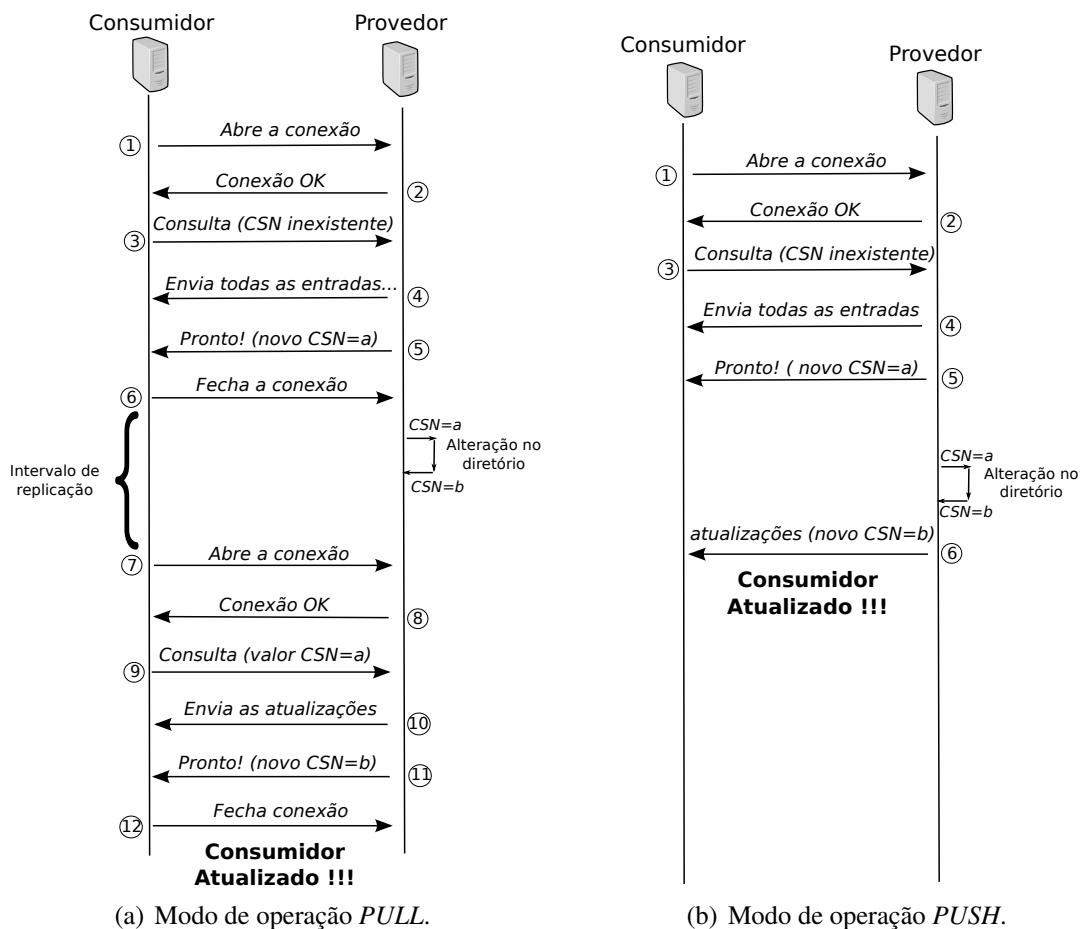 Consumidor
Provedor
① Abre a conexão
Conexão OK ②
③ Consulta (CSN inexistente)
Envia todas as entradas... ④
Pronto! (novo CSN=a) ⑤
⑥ Fecha a conexão
CSN=a
Alteração no
diretório
CSN=b
Intervalo de
replicação
⑦ Abre a conexão
Conexão OK ⑧
⑨ Consulta (valor CSN=a)
Envia as atualizações ⑩
Pronto! (novo CSN=b) ⑪
⑫ Fecha conexão
Consumidor
Atualizado !!!
(a) Modo de operação PULL.
Consumidor
Provedor
① Abre a conexão
Conexão OK ②
③ Consulta (CSN inexistente)
Envia todas as entradas ④
Pronto! ( novo CSN=a) ⑤
CSN=a
Alteração no
diretório
CSN=b
atualizações (novo CSN=b) ⑥
Consumidor
Atualizado !!!
(b) Modo de operação PUSH.